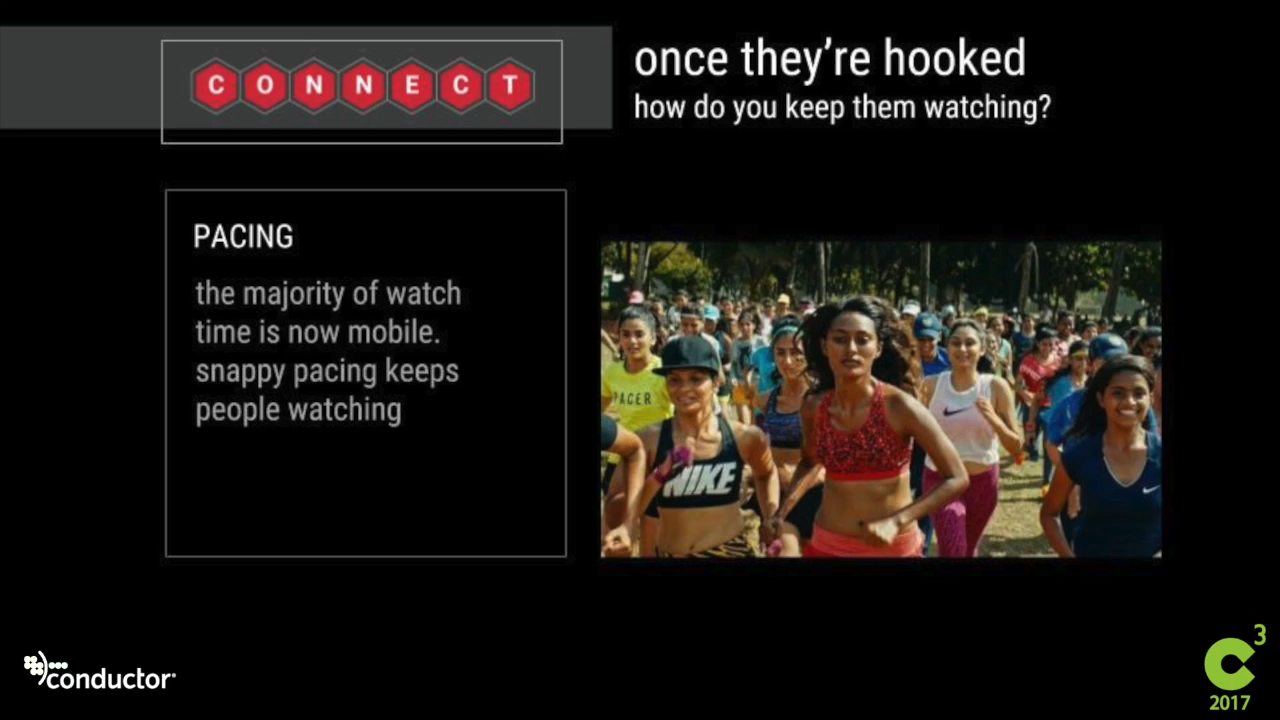 CONNECT
once they’re hooked
how do you keep them watching?
PACING
the majority of watch
time is now mobile.
snappy pacing keeps
people watching
PACER
NIKE
conductor
C3
2017